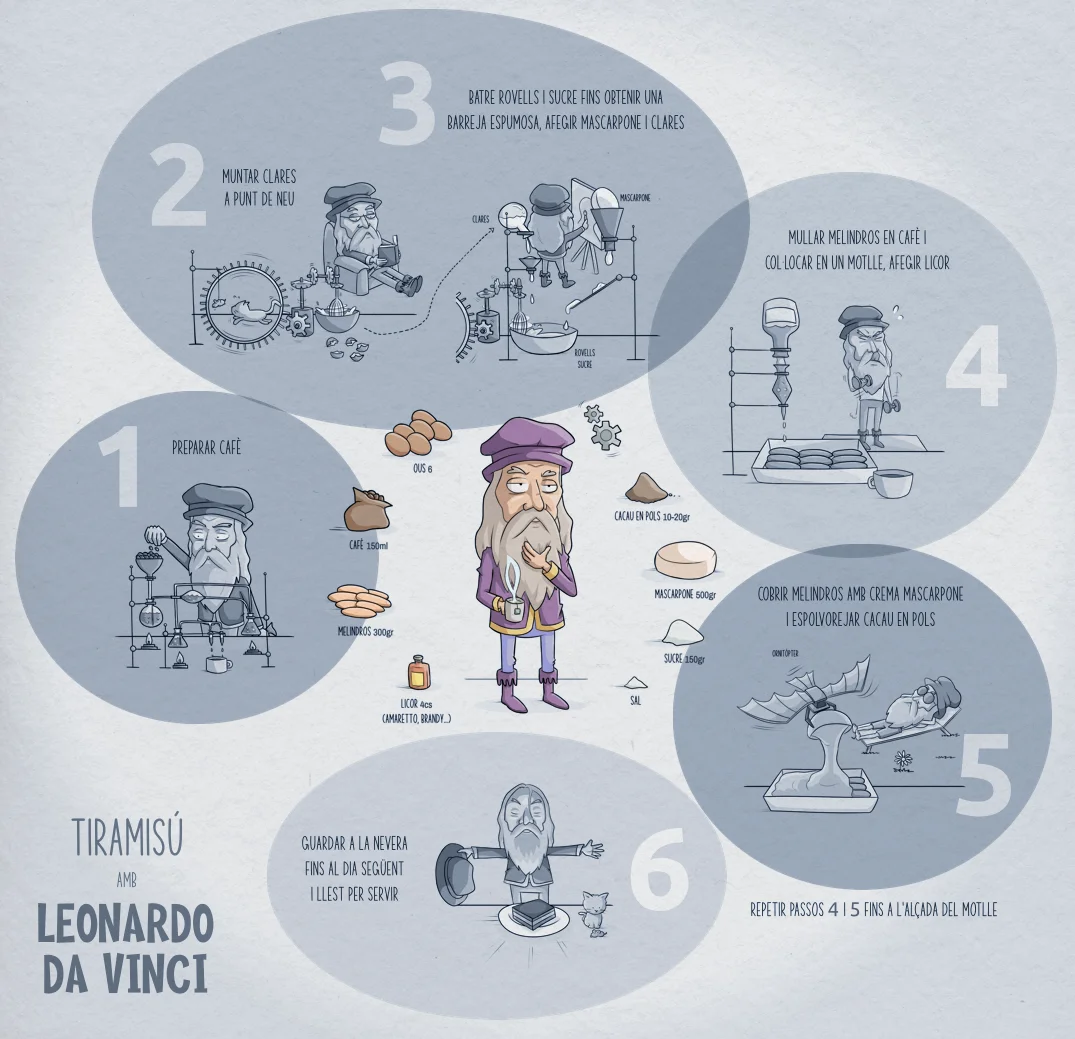 3
BATRE ROVELLS I SUCRE FINS OBTENIR UNA
BARREJA ESPUMOSA, AFEGIR MASCARPONE I CLARES
2
MUNTAR CLARES
A PUNT DE NEU
CLARES
MASCARPONE
ROVELLS
SUCRE
MULLAR MELINDROS EN CAFÈ I
COL·LOCAR EN UN MOTLLE, AFEGIR LICOR
4
1
PREPARAR CAFÈ
OUS 6
CAFÈ 150ml
MELINDROS 300gr
LICOR 4cs
(AMARETTO, BRANDY...)
CACAU EN POLS 10-20gr
MASCARPONE 500gr
SUCRE 150gr
SAL
COBRIR MELINDROS AMB CREMA MASCARPONE
I ESPOLVOREJAR CACAU EN POLS
ORNITÒPTER
5
REPETIR PASSOS 4 I 5 FINS A L'ALÇADA DEL MOTLLE
GUARDAR A LA NEVERA
FINS AL DIA SEGÜENT
I LLEST PER SERVIR
6
TIRAMISÚ
AMB
LEONARDO
DA VINCI